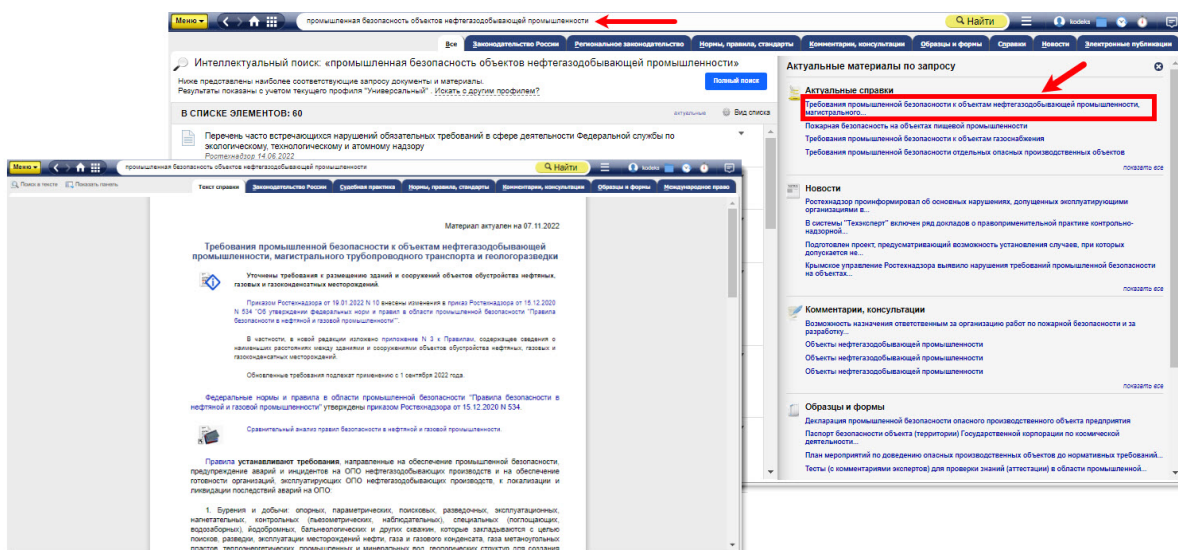 Меню
промышленная безопасность объектов нефтегазодобывающей промышленности
Найти
kodeks
Все Законодательство России Региональное законодательство Нормы, правила, стандарты Комментарии, консультации Образцы и формы Справки Новости Электронные публикации
Интеллектуальный поиск: «промышленная безопасность объектов нефтегазодобывающей промышленности»
Ниже представлены наиболее соответствующие запросу документы и материалы.
Результаты показаны с учетом текущего профиля "Универсальный" . Искать с другим профилем?
Полный поиск
В СПИСКЕ ЭЛЕМЕНТОВ: 60
актуальные
Вид списка
Перечень часто встречающихся нарушений обязательных требований в сфере деятельности Федеральной службы по
экологическому, технологическому и атомному надзору
Ростехнадзор 14.06.2022
Актуальные материалы по запросу
Актуальные справки
Требования промышленной безопасности к объектам нефтегазодобывающей промышленности,
магистрального...
Пожарная безопасность на объектах пищевой промышленности
Требования промышленной безопасности к объектам газоснабжения
Требования промышленной безопасности отдельных опасных производственных объектов
показать все
Новости
Ростехнадзор проинформировал об основных нарушениях, допущенных эксплуатирующими
организациями в...
В системы "Техэксперт" включен ряд докладов о правоприменительной практике контрольно-
надзорной...
Подготовлен проект, предусматривающий возможность установления случаев, при которых
допускается не...
Крымское управление Ростехнадзора выявило нарушения требований промышленной безопасности
на объектах...
показать все
Комментарии, консультации
Возможность назначения ответственным за организацию работ по пожарной безопасности и за
разработку...
Объекты нефтегазодобывающей промышленности
Объекты нефтегазодобывающей промышленности
Объекты нефтегазодобывающей промышленности
показать все
Образцы и формы
Декларация промышленной безопасности опасного производственного объекта предприятия
Паспорт безопасности объекта (территории) Государственной корпорации по космической
деятельности...
План мероприятий по доведению опасных производственных объектов до нормативных требований...
Тесты (с комментариями экспертов) для проверки знаний (аттестации) в области промышленной...
Меню
промышленная безопасность объектов нефтегазодобывающей промышленности
Найти
kodeks
Поиск в тексте Показать панель
Текст справки Законодательство России Судебная практика Нормы, правила, стандарты Комментарии, консультации Образцы и формы Международное право
Материал актуален на 07.11.2022
Требования промышленной безопасности к объектам нефтегазодобывающей
промышленности, магистрального трубопроводного транспорта и геологоразведки
Уточнены требования к размещению зданий и сооружений объектов обустройства нефтяных,
газовых и газоконденсатных месторождений.
Приказом Ростехнадзора от 19.01.2022 N 10 внесены изменения в приказ Ростехнадзора от 15.12.2020
N 534 "Об утверждении федеральных норм и правил в области промышленной безопасности "Правила
безопасности в нефтяной и газовой промышленности"".
В частности, в новой редакции изложено приложение N 3 к Правилам, содержащее сведения о
наименьших расстояниях между зданиями и сооружениями объектов обустройства нефтяных, газовых и
газоконденсатных месторождений.
Обновленные требования подлежат применению с 1 сентября 2022 года.
Федеральные нормы и правила в области промышленной безопасности "Правила безопасности в
нефтяной и газовой промышленности" утверждены приказом Ростехнадзора от 15.12.2020 N 534.
Сравнительный анализ правил безопасности в нефтяной и газовой промышленности.
Правила устанавливают требования, направленные на обеспечение промышленной безопасности,
предупреждение аварий и инцидентов на ОПО нефтегазодобывающих производств и на обеспечение
готовности организаций, эксплуатирующих ОПО нефтегазодобывающих производств, к локализации и
ликвидации последствий аварий на ОПО:
1. Бурения и добычи: опорных, параметрических, поисковых, разведочных, эксплуатационных,
нагнетательных, контрольных (пьезометрических, наблюдательных), специальных (поглощающих,
водозаборных), йодобромных, бальнеологических и других скважин, которые закладываются с целью
поисков, разведки, эксплуатации месторождений нефти, газа и газового конденсата, газа метаноугольных
пластов, теплоэнергетических, промышленных и минеральных вод, геологических структур для создания